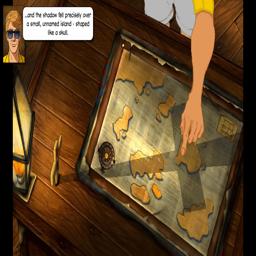 ...and the shadow fell precisely over
a small, unnamed island - shaped
like a skull.